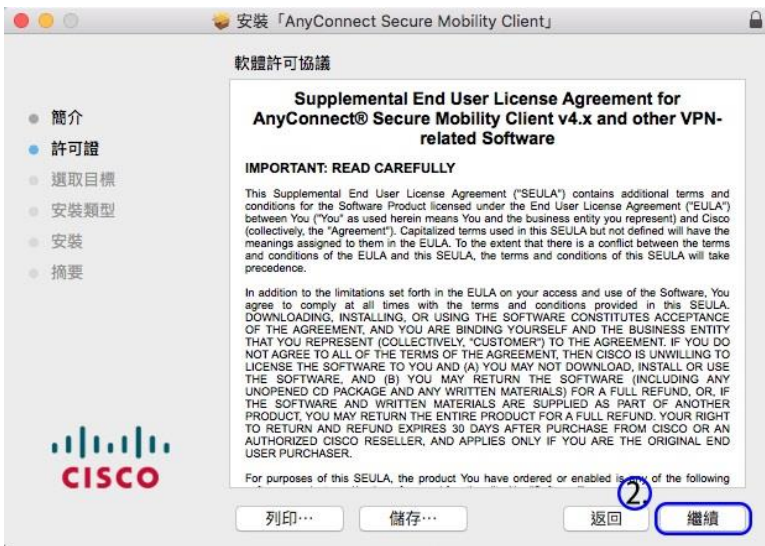 安裝「AnyConnect Secure Mobility Client」
軟體許可協議
簡介
許可證
選取目標
安裝類型
安裝
摘要
Supplemental End User License Agreement for
AnyConnect® Secure Mobility Client v4.x and other VPN-
related Software
IMPORTANT: READ CAREFULLY
This Supplemental End User License Agreement ("SEULA") contains additional terms and
conditions for the Software Product licensed under the End User License Agreement ("EULA")
between You ("You" as used herein means You and the business entity you represent) and Cisco
(collectively, the "Agreement"). Capitalized terms used in this SEULA but not defined will have the
meanings assigned to them in the EULA. To the extent that there is a conflict between the terms
and conditions of the EULA and this SEULA, the terms and conditions of this SEULA will take
precedence.
In addition to the limitations set forth in the EULA on your access and use of the Software, You
agree to comply at all times with the terms and conditions provided in this SEULA.
DOWNLOADING, INSTALLING, OR USING THE SOFTWARE CONSTITUTES ACCEPTANCE
OF THE AGREEMENT, AND YOU ARE BINDING YOURSELF AND THE BUSINESS ENTITY
THAT YOU REPRESENT (COLLECTIVELY, "CUSTOMER") TO THE AGREEMENT. IF YOU DO
NOT AGREE TO ALL OF THE TERMS OF THE AGREEMENT, THEN CISCO IS UNWILLING TO
LICENSE THE SOFTWARE TO YOU AND (A) YOU MAY NOT DOWNLOAD, INSTALL OR USE
THE SOFTWARE, AND (B) YOU MAY RETURN THE SOFTWARE (INCLUDING ANY
UNOPENED CD PACKAGE AND ANY WRITTEN MATERIALS) FOR A FULL REFUND, OR, IF
THE SOFTWARE AND WRITTEN MATERIALS ARE SUPPLIED AS PART OF ANOTHER
PRODUCT, YOU MAY RETURN THE ENTIRE PRODUCT FOR A FULL REFUND. YOUR RIGHT
TO RETURN AND REFUND EXPIRES 30 DAYS AFTER PURCHASE FROM CISCO OR AN
AUTHORIZED CISCO RESELLER, AND APPLIES ONLY IF YOU ARE THE ORIGINAL END
USER PURCHASER.
For purposes of this SEULA, the product You have ordered or enabled is any of the following
CISCO
2.
列印⋯
儲存⋯
返回
繼續